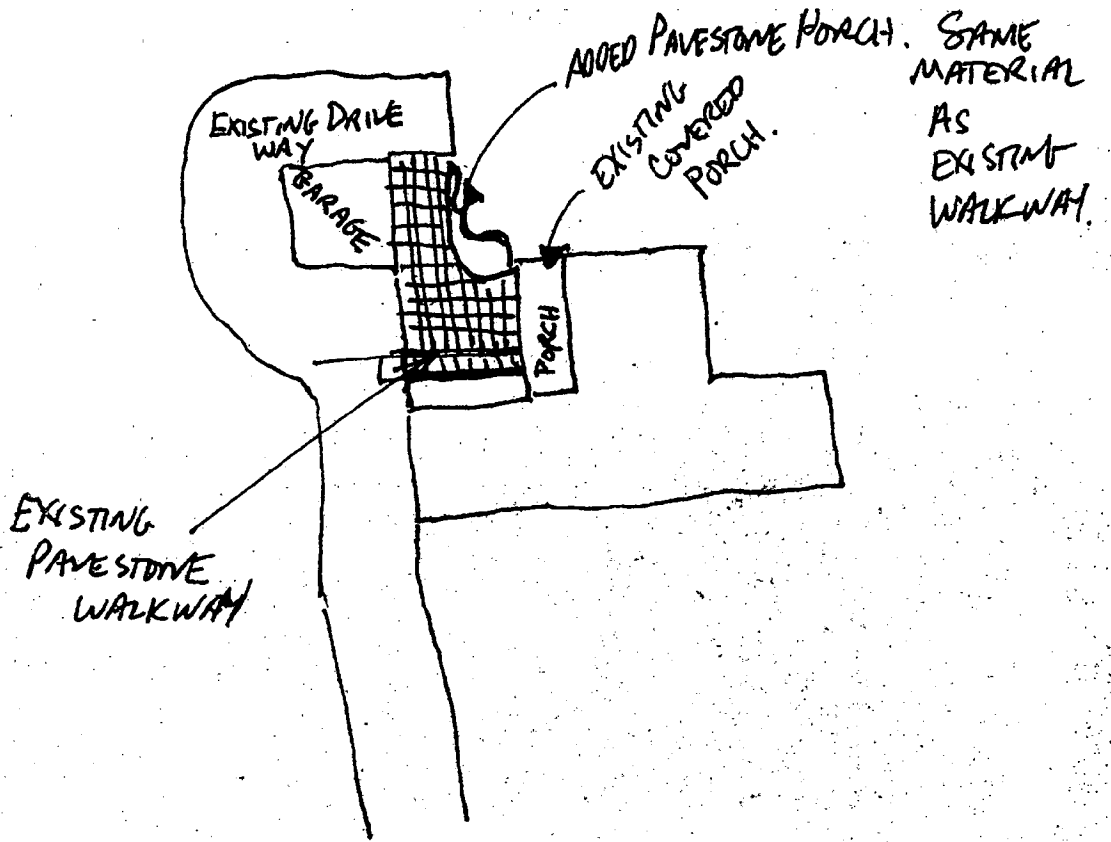 ADDED PAVESTONE PORCH. SAME
MATERIAL
AS
EXISTING
WALKWAY.
EXISTING
COVERED
PORCH.
EXISTING DRIVE
WAY
GARAGE
PORCH
EXISTING
PAVESTONE
WALKWAY